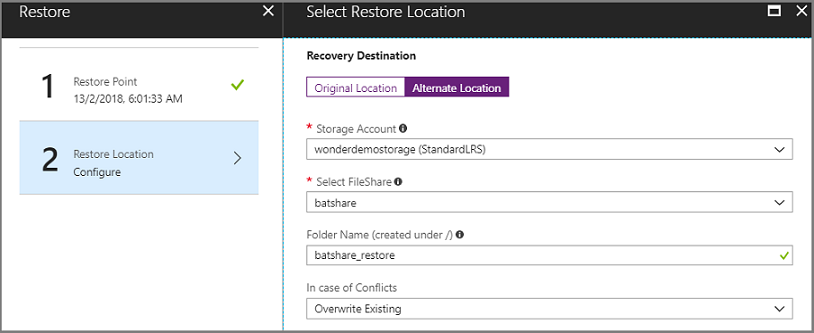 Restore
1
Restore Point
13/2/2018, 6:01:33 AM
2
Restore Location
Configure
Select Restore Location
Recovery Destination
Original Location Alternate Location
* Storage Account
wonderdemostorage (StandardLRS)
* Select FileShare
batshare
Folder Name (created under /)
batshare_restore
In case of Conflicts
Overwrite Existing